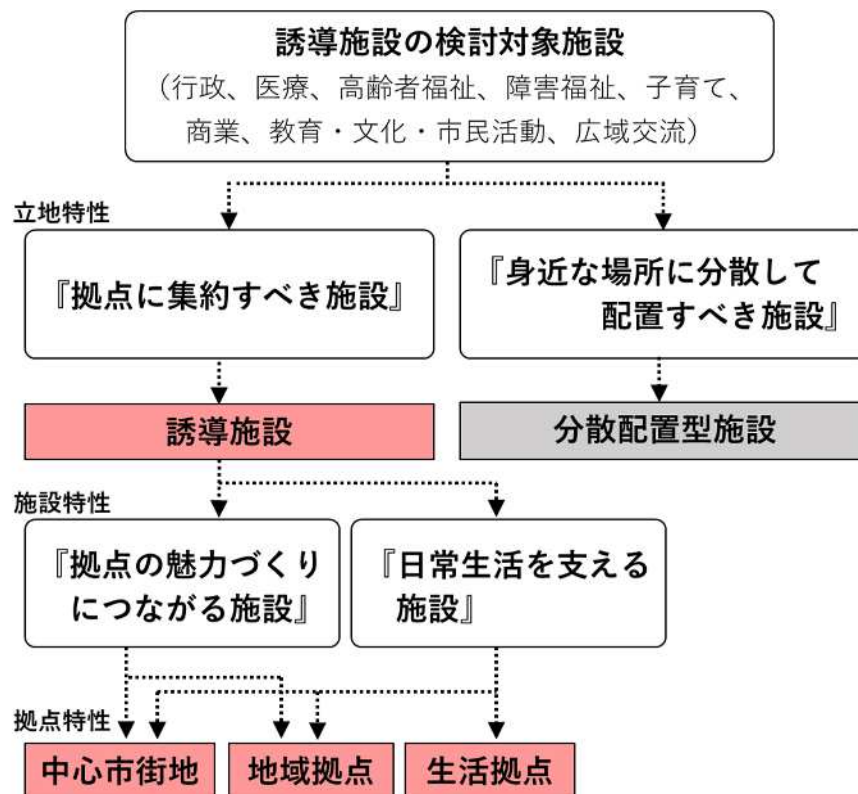 誘導施設の検討対象施設
（行政、医療、高齢者福祉、障害福祉、子育て、
商業、教育・文化・市民活動、広域交流）
立地特性
『拠点に集約すべき施設』
『身近な場所に分散して
配置すべき施設』
誘導施設
分散配置型施設
施設特性
『拠点の魅力づくり
につながる施設』
『日常生活を支える
施設』
拠点特性
中心市街地
地域拠点
生活拠点